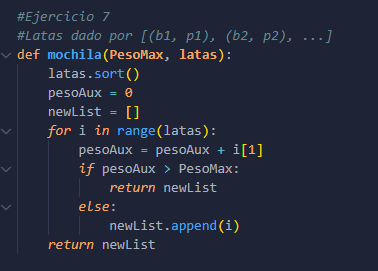 #Ejercicio 7
#Latas dado por [(b1, p1), (b2, p2), ...]
def mochila(PesoMax, latas):
    latas.sort()
    pesoAux = 0
    newList = []
    for i in range(latas):
        pesoAux = pesoAux + i[1]
        if pesoAux > PesoMax:
            return newList
        else:
            newList.append(i)
    return newList